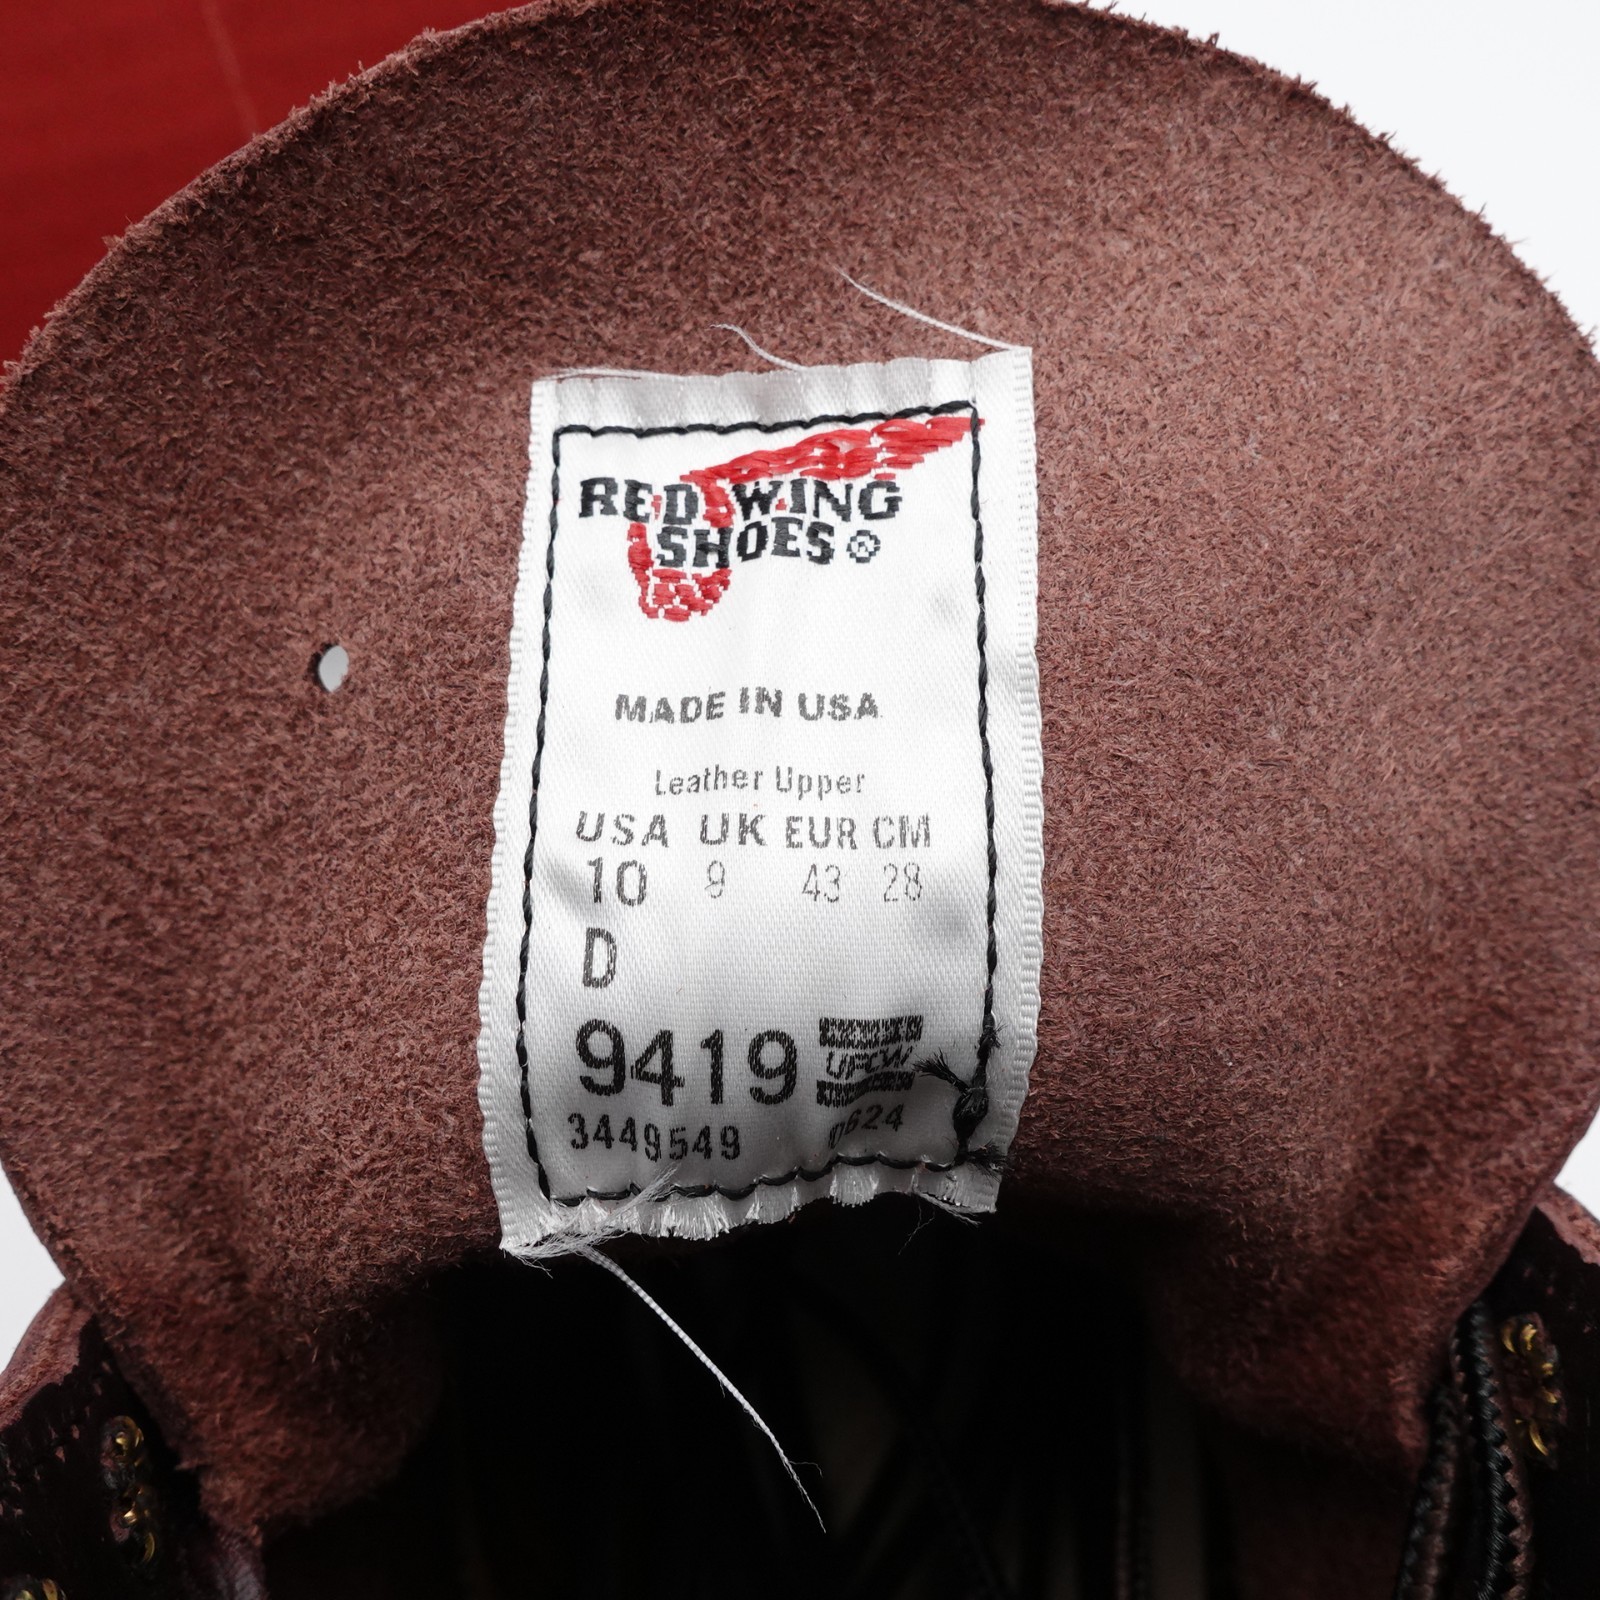 RED WING
SHOES ®
MADE IN USA
Leather Upper
USA UK EUR CM
10 9 43 28
D
9419 UFCW
3449549 0624